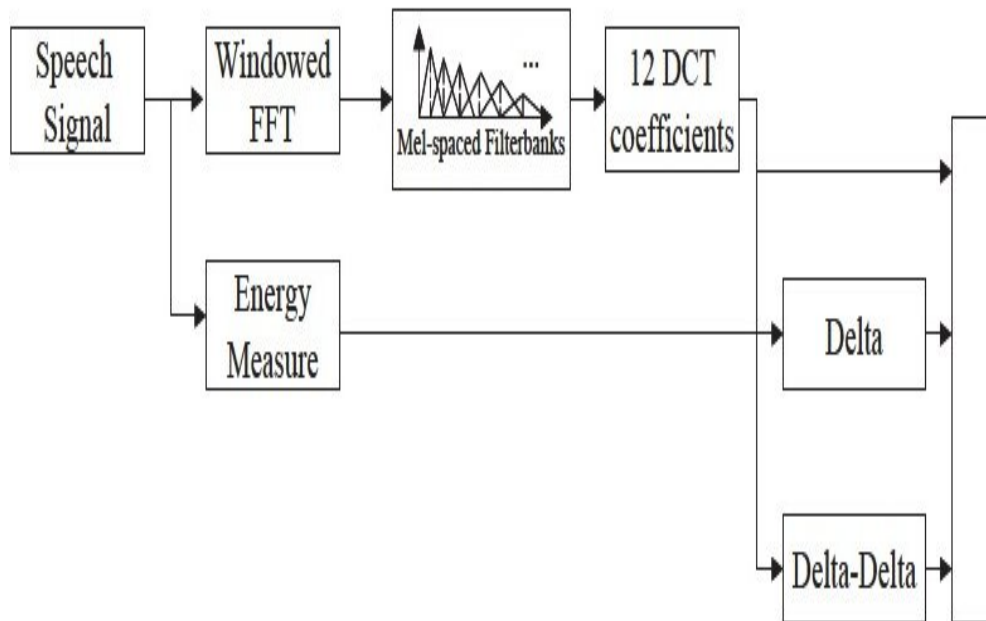 Speech
Signal
Windowed
FFT
...
Mel-spaced Filterbanks
12 DCT
coefficients
Energy
Measure
Delta
Delta-Delta